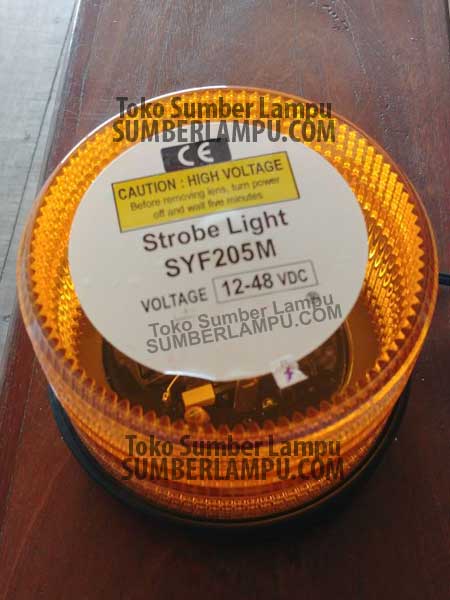 Toko Sumber Lampu
SUMBERLAMPU.COM
CE
CAUTION : HIGH VOLTAGE
Before removing lens, turn power
off and wait five minutes
Strobe Light
SYF205M
VOLTAGE 12-48 VDC
Toko Sumber Lampu
SUMBERLAMPU.COM
Toko Sumber Lampu
SUMBERLAMPU.COM